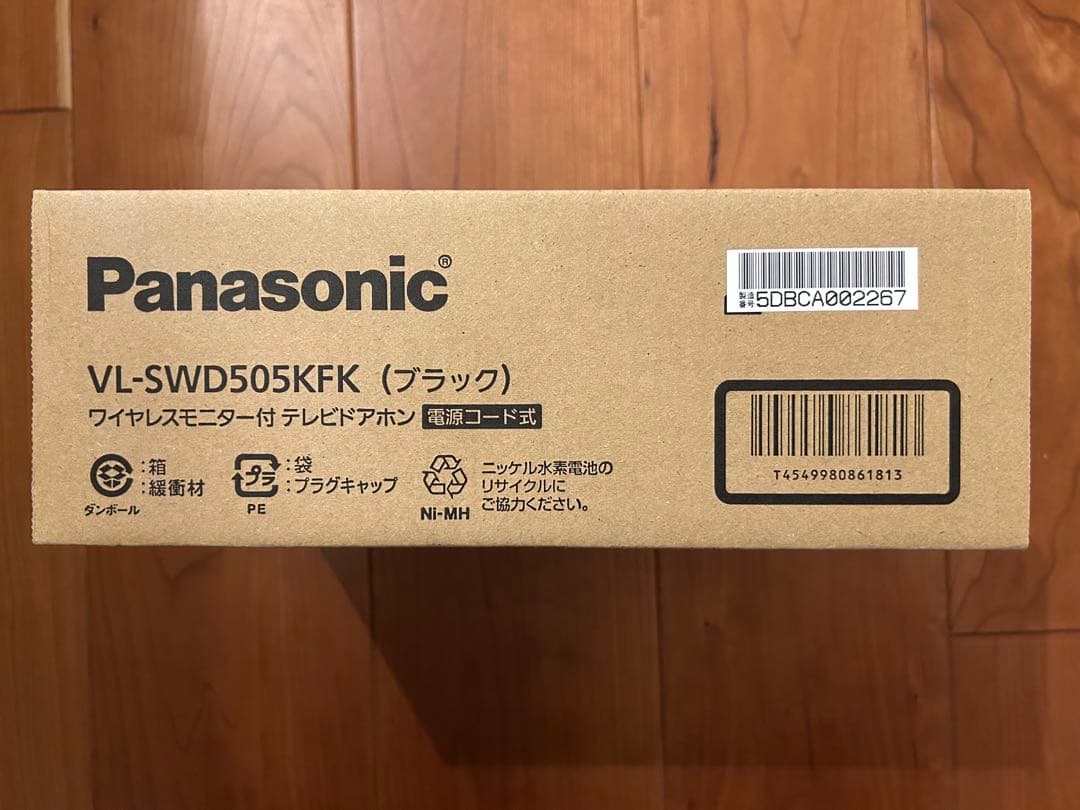 Panasonic®
VL-SWD505KFK（ブラック）
ワイヤレスモニター付 テレビドアホン 電源コード式
:箱
:緩衝材
ダンボール
プラ
:袋
:プラグキャップ
PE
Ni-MH
ニッケル水素電池の
リサイクルに
ご協力ください。
製造番号 5DBCA002267
T4549980861813